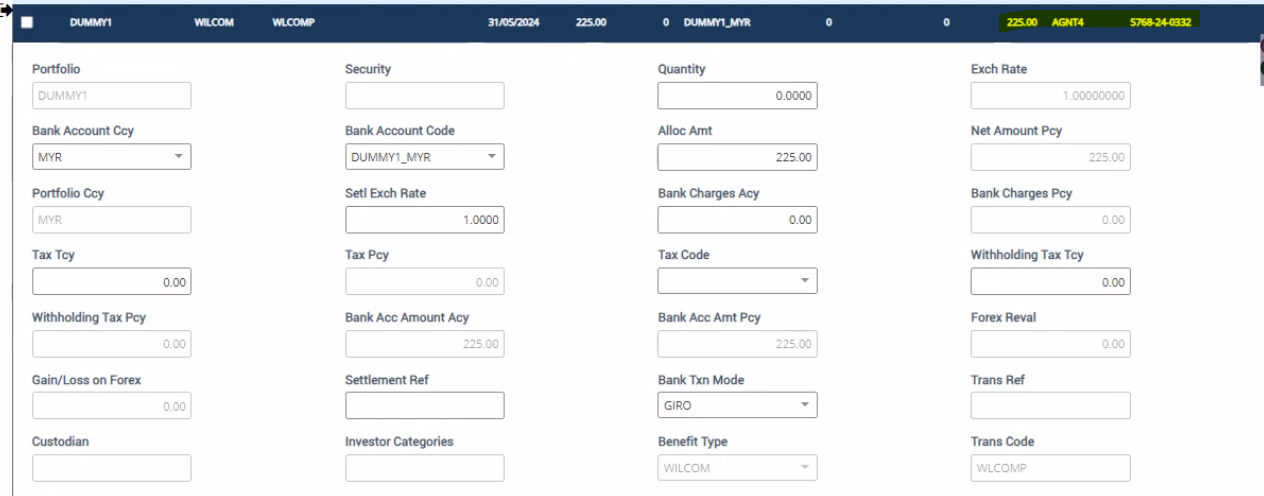 DUMMY1 WILCOM WLCOMP 31/05/2024 225.00 0 DUMMY1_MYR 0 0 225.00 AGNT4 5768-24-0332
Portfolio Security Quantity Exch Rate
DUMMY1 0.0000 1.00000000
Bank Account Ccy Bank Account Code Alloc Amt Net Amount Pcy
MYR DUMMY1_MYR 225.00 225.00
Portfolio Ccy Setl Exch Rate Bank Charges Acy Bank Charges Pcy
MYR 1.0000 0.00 0.00
Tax Tcy Tax Pcy Tax Code Withholding Tax Tcy
0.00 0.00 0.00
Withholding Tax Pcy Bank Acc Amount Acy Bank Acc Amt Pcy Forex Reval
0.00 225.00 225.00 0.00
Gain/Loss on Forex Settlement Ref Bank Txn Mode Trans Ref
0.00 GIRO
Custodian Investor Categories Benefit Type Trans Code
WILCOM WLCOMP